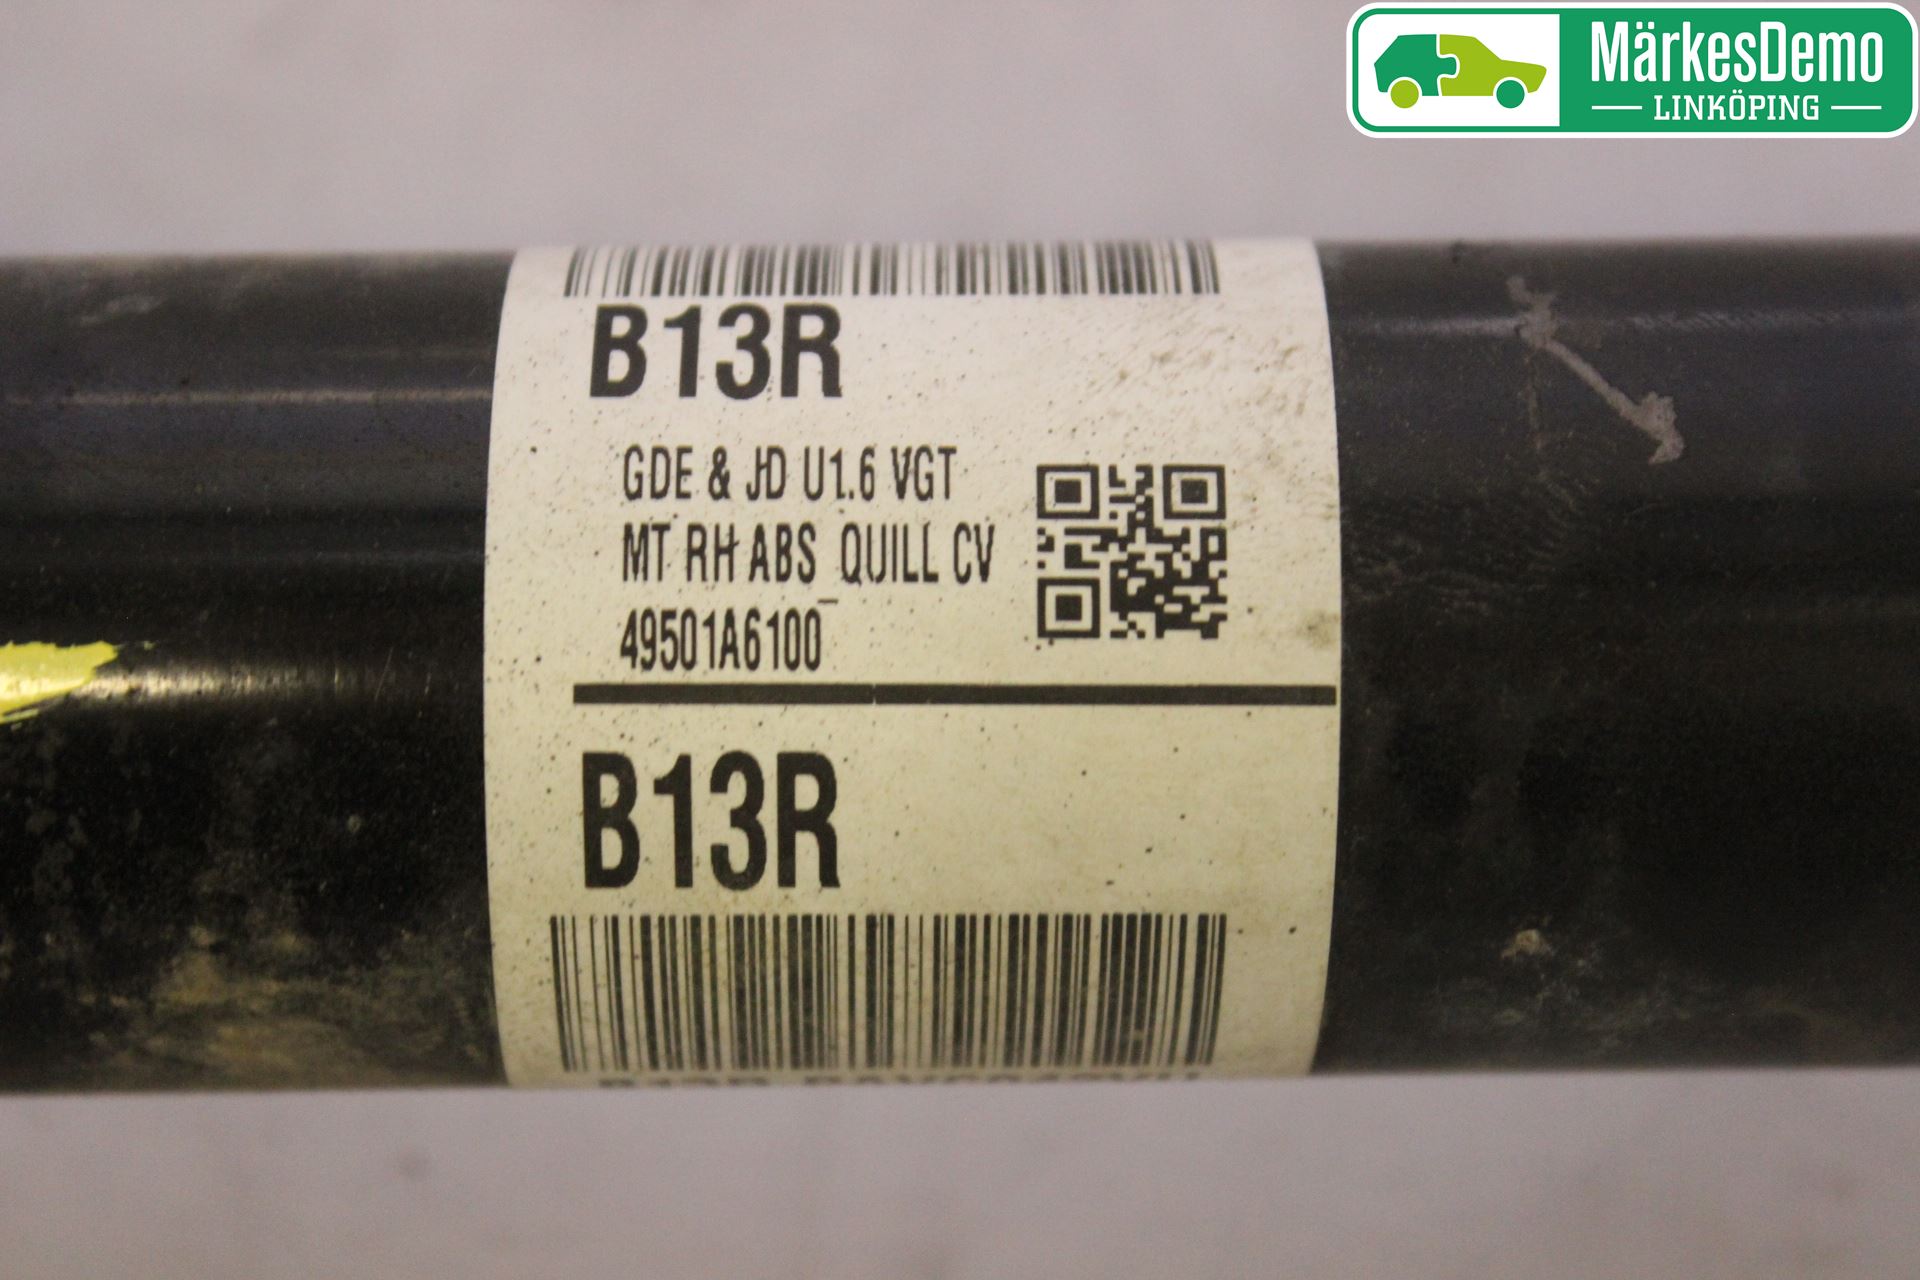 MärkesDemo
LINKÖPING
B13R
GDE & JD U1.6 VGT
MT RH ABS_QUILL CV
49501A6100
B13R